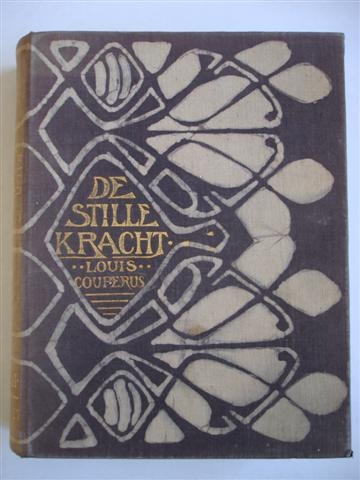 DE
STILLE
KRACHT·
··LOUIS··
COUPERUS